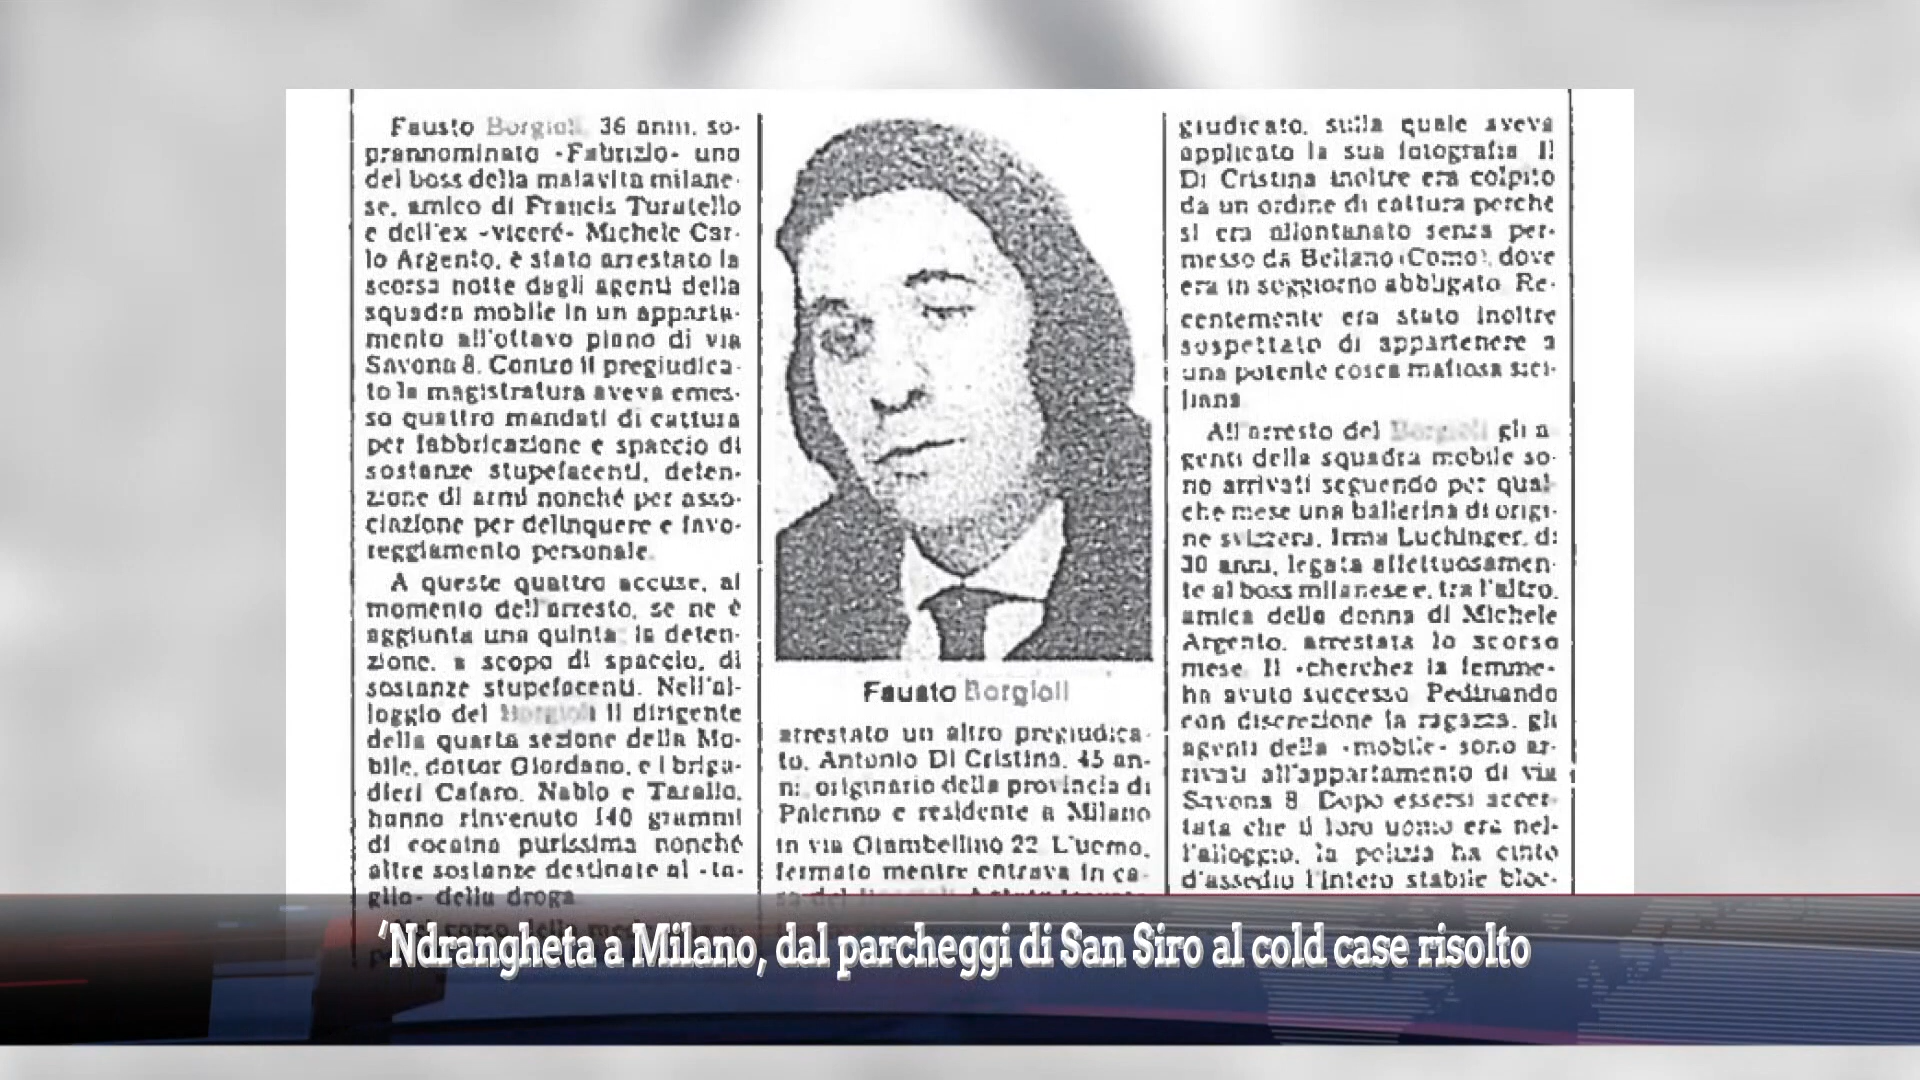 Fausto Borgioli, 36 anni, so-
prannominato -Fabrizio- uno
dei boss della malavita milane-
se, amico di Francis Turatello
e dell'ex -viceré- Michele Car-
lo Argento, è stato arrestato la
scorsa notte dagli agenti della
squadra mobile in un apparta-
mento all'ottavo piano di via
Savona 8. Contro il pregiudica-
to la magistratura aveva emes-
so quattro mandati di cattura
per fabbricazione e spaccio di
sostanze stupefacenti, deten-
zione di armi nonché per asso-
ciazione per delinquere e favo-
reggiamento personale.
A queste quattro accuse, al
momento dell'arresto, se ne è
aggiunta una quinta: la deten-
zione, a scopo di spaccio, di
sostanze stupefacenti. Nell'al-
loggio del Borgioli il dirigente
della quarta sezione della Mo-
bile, dottor Giordano, e i briga-
dieri Cafaro, Nablo e Tarallo,
hanno rinvenuto 140 grammi
di cocaina purissima nonché
altre sostanze destinate al -ta-
glio- della droga.
Fausto Borgioli
arrestato un altro pregiudica-
to, Antonio Di Cristina, 45 an-
ni, originario della provincia di
Palermo e residente a Milano
in via Giambellino 22. L'uomo,
fermato mentre entrava in ca-
sa del Borgioli
giudicato, sulla quale aveva
applicato la sua fotografia. Il
Di Cristina inoltre era colpito
da un ordine di cattura perché
si era allontanato senza per-
messo da Bellano (Como), dove
era in soggiorno abbligato. Re-
centemente era stato inoltre
sospettato di appartenere a
una potente cosca mafiosa sici-
liana.
All'arresto del Borgioli gli a-
genti della squadra mobile so-
no arrivati seguendo per qual-
che mese una ballerina di origi-
ne svizzera, Irma Luchinger, di
30 anni, legata affettuosamen-
te al boss milanese e, tra l'altro,
amica della donna di Michele
Argento, arrestata lo scorso
mese. Il -cherchez la femme-
ha avuto successo. Pedinando
con discrezione la ragazza, gli
agenti della -mobile- sono ar-
rivati all'appartamento di via
Savona 8. Dopo essersi accer-
tata che il loro uomo era nel-
l'alloggio, la polizia ha cinto
d'assedio l'intero stabile bloc-
'Ndrangheta a Milano, dal parcheggi di San Siro al cold case risolto